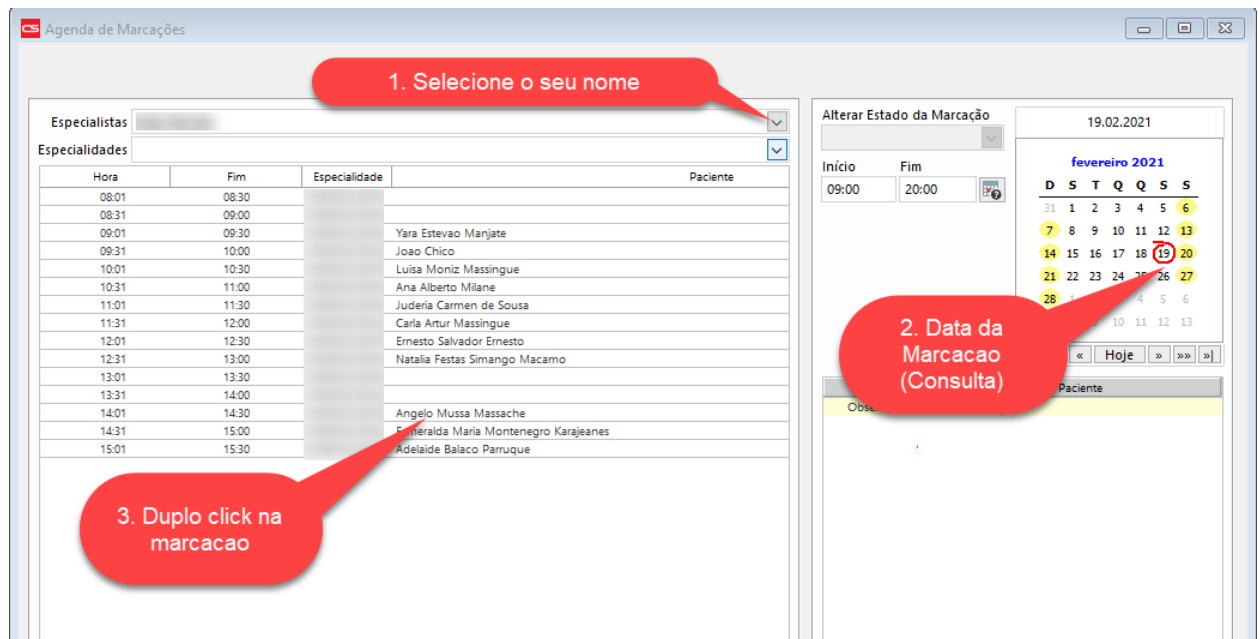 CS Agenda de Marcações
1. Selecione o seu nome
Especialistas
Especialidades
Hora Fim Especialidade Paciente
08:01 08:30
08:31 09:00
09:01 09:30 Yara Estevao Manjate
09:31 10:00 Joao Chico
10:01 10:30 Luisa Moniz Massingue
10:31 11:00 Ana Alberto Milane
11:01 11:30 Juderia Carmen de Sousa
11:31 12:00 Carla Artur Massingue
12:01 12:30 Ernesto Salvador Ernesto
12:31 13:00 Natalia Festas Simango Macamo
13:01 13:30
13:31 14:00
14:01 14:30 Angelo Mussa Massache
14:31 15:00 Esmeralda Maria Montenegro Karajeanes
15:01 15:30 Adelaide Balaco Parruque
3. Duplo click na
marcacao
Alterar Estado da Marcação
Início Fim
09:00 20:00
19.02.2021
fevereiro 2021
D S T Q Q S S
31 1 2 3 4 5 6
7 8 9 10 11 12 13
14 15 16 17 18 19 20
21 22 23 24 25 26 27
28 1 4 5 6
10 11 12 13
« Hoje » »» »|
2. Data da
Marcacao
(Consulta)
Paciente